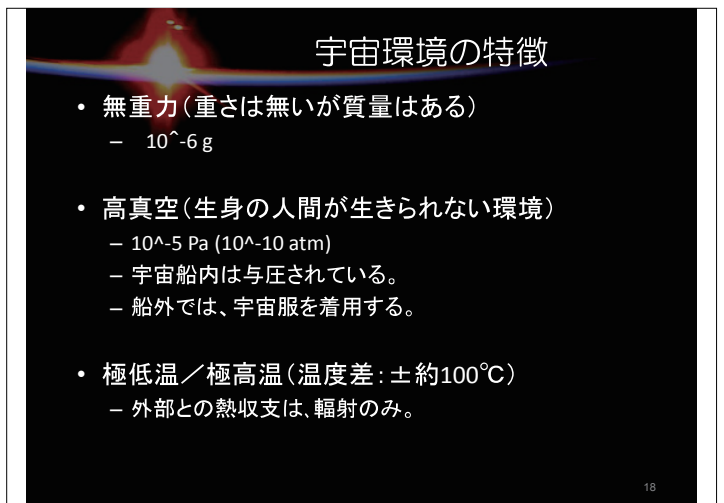 宇宙環境の特徴
• 無重力（重さは無いが質量はある）
– 10^-6 g
• 高真空（生身の人間が生きられない環境）
– 10^-5 Pa (10^-10 atm)
– 宇宙船内は与圧されている。
– 船外では、宇宙服を着用する。
• 極低温／極高温（温度差：±約100℃）
– 外部との熱収支は、輻射のみ。
18